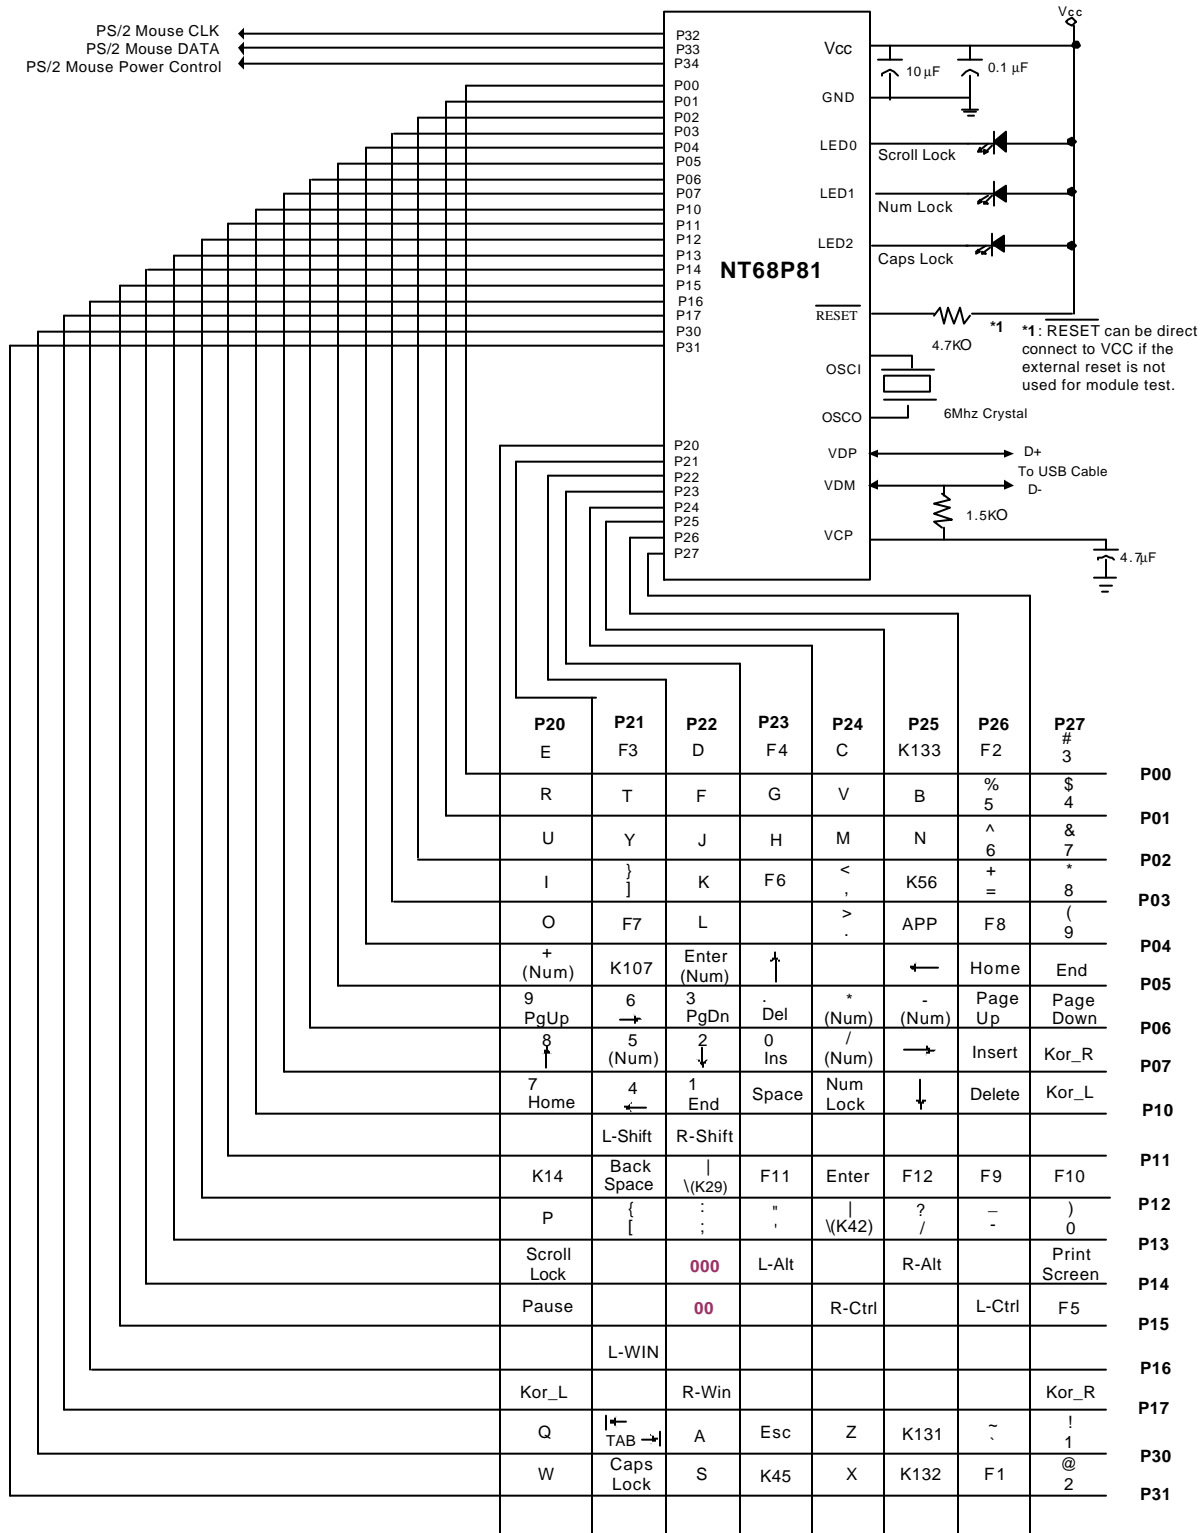 PS/2 Mouse CLK
PS/2 Mouse DATA
PS/2 Mouse Power Control
P32
P33
P34
P00
P01
P02
P03
P04
P05
P06
P07
P10
P11
P12
P13
P14
P15
P16
P17
P30
P31
P20
P21
P22
P23
P24
P25
P26
P27
NT68P81
Vcc
GND
LED0
LED1
LED2
RESET
OSCI
OSCO
VDP
VDM
VCP
Vcc
10 µF
0.1 µF
Scroll Lock
Num Lock
Caps Lock
4.7KO
*1
*1: RESET can be direct
connect to VCC if the
external reset is not
used for module test.
6Mhz Crystal
D+
To USB Cable
D-
1.5KO
4.7µF
P20 P21 P22 P23 P24 P25 P26 P27
E F3 D F4 C K133 F2 # 3
P00
R T F G V B % 5 $ 4
P01
U Y J H M N ^ 6 & 7
P02
I } ] K F6 < , K56 + = * 8
P03
O F7 L > . APP F8 ( 9
P04
+ (Num) K107 Enter (Num) ↑ ← Home End
P05
9 PgUp 6 → 3 PgDn . Del * (Num) - (Num) Page Up Page Down
P06
8 ↑ 5 (Num) 2 ↓ 0 Ins / (Num) → Insert Kor_R
P07
7 Home 4 ← 1 End Space Num Lock ↓ Delete Kor_L
P10
L-Shift R-Shift
P11
K14 Back Space | \(K29) F11 Enter F12 F9 F10
P12
P { [ : ; " ' | \(K42) ? / _ - ) 0
P13
Scroll Lock 000 L-Alt R-Alt Print Screen
P14
Pause 00 R-Ctrl L-Ctrl F5
P15
L-WIN
P16
Kor_L R-Win Kor_R
P17
Q TAB A Esc Z K131 ~ ` ! 1
P30
W Caps Lock S K45 X K132 F1 @ 2
P31